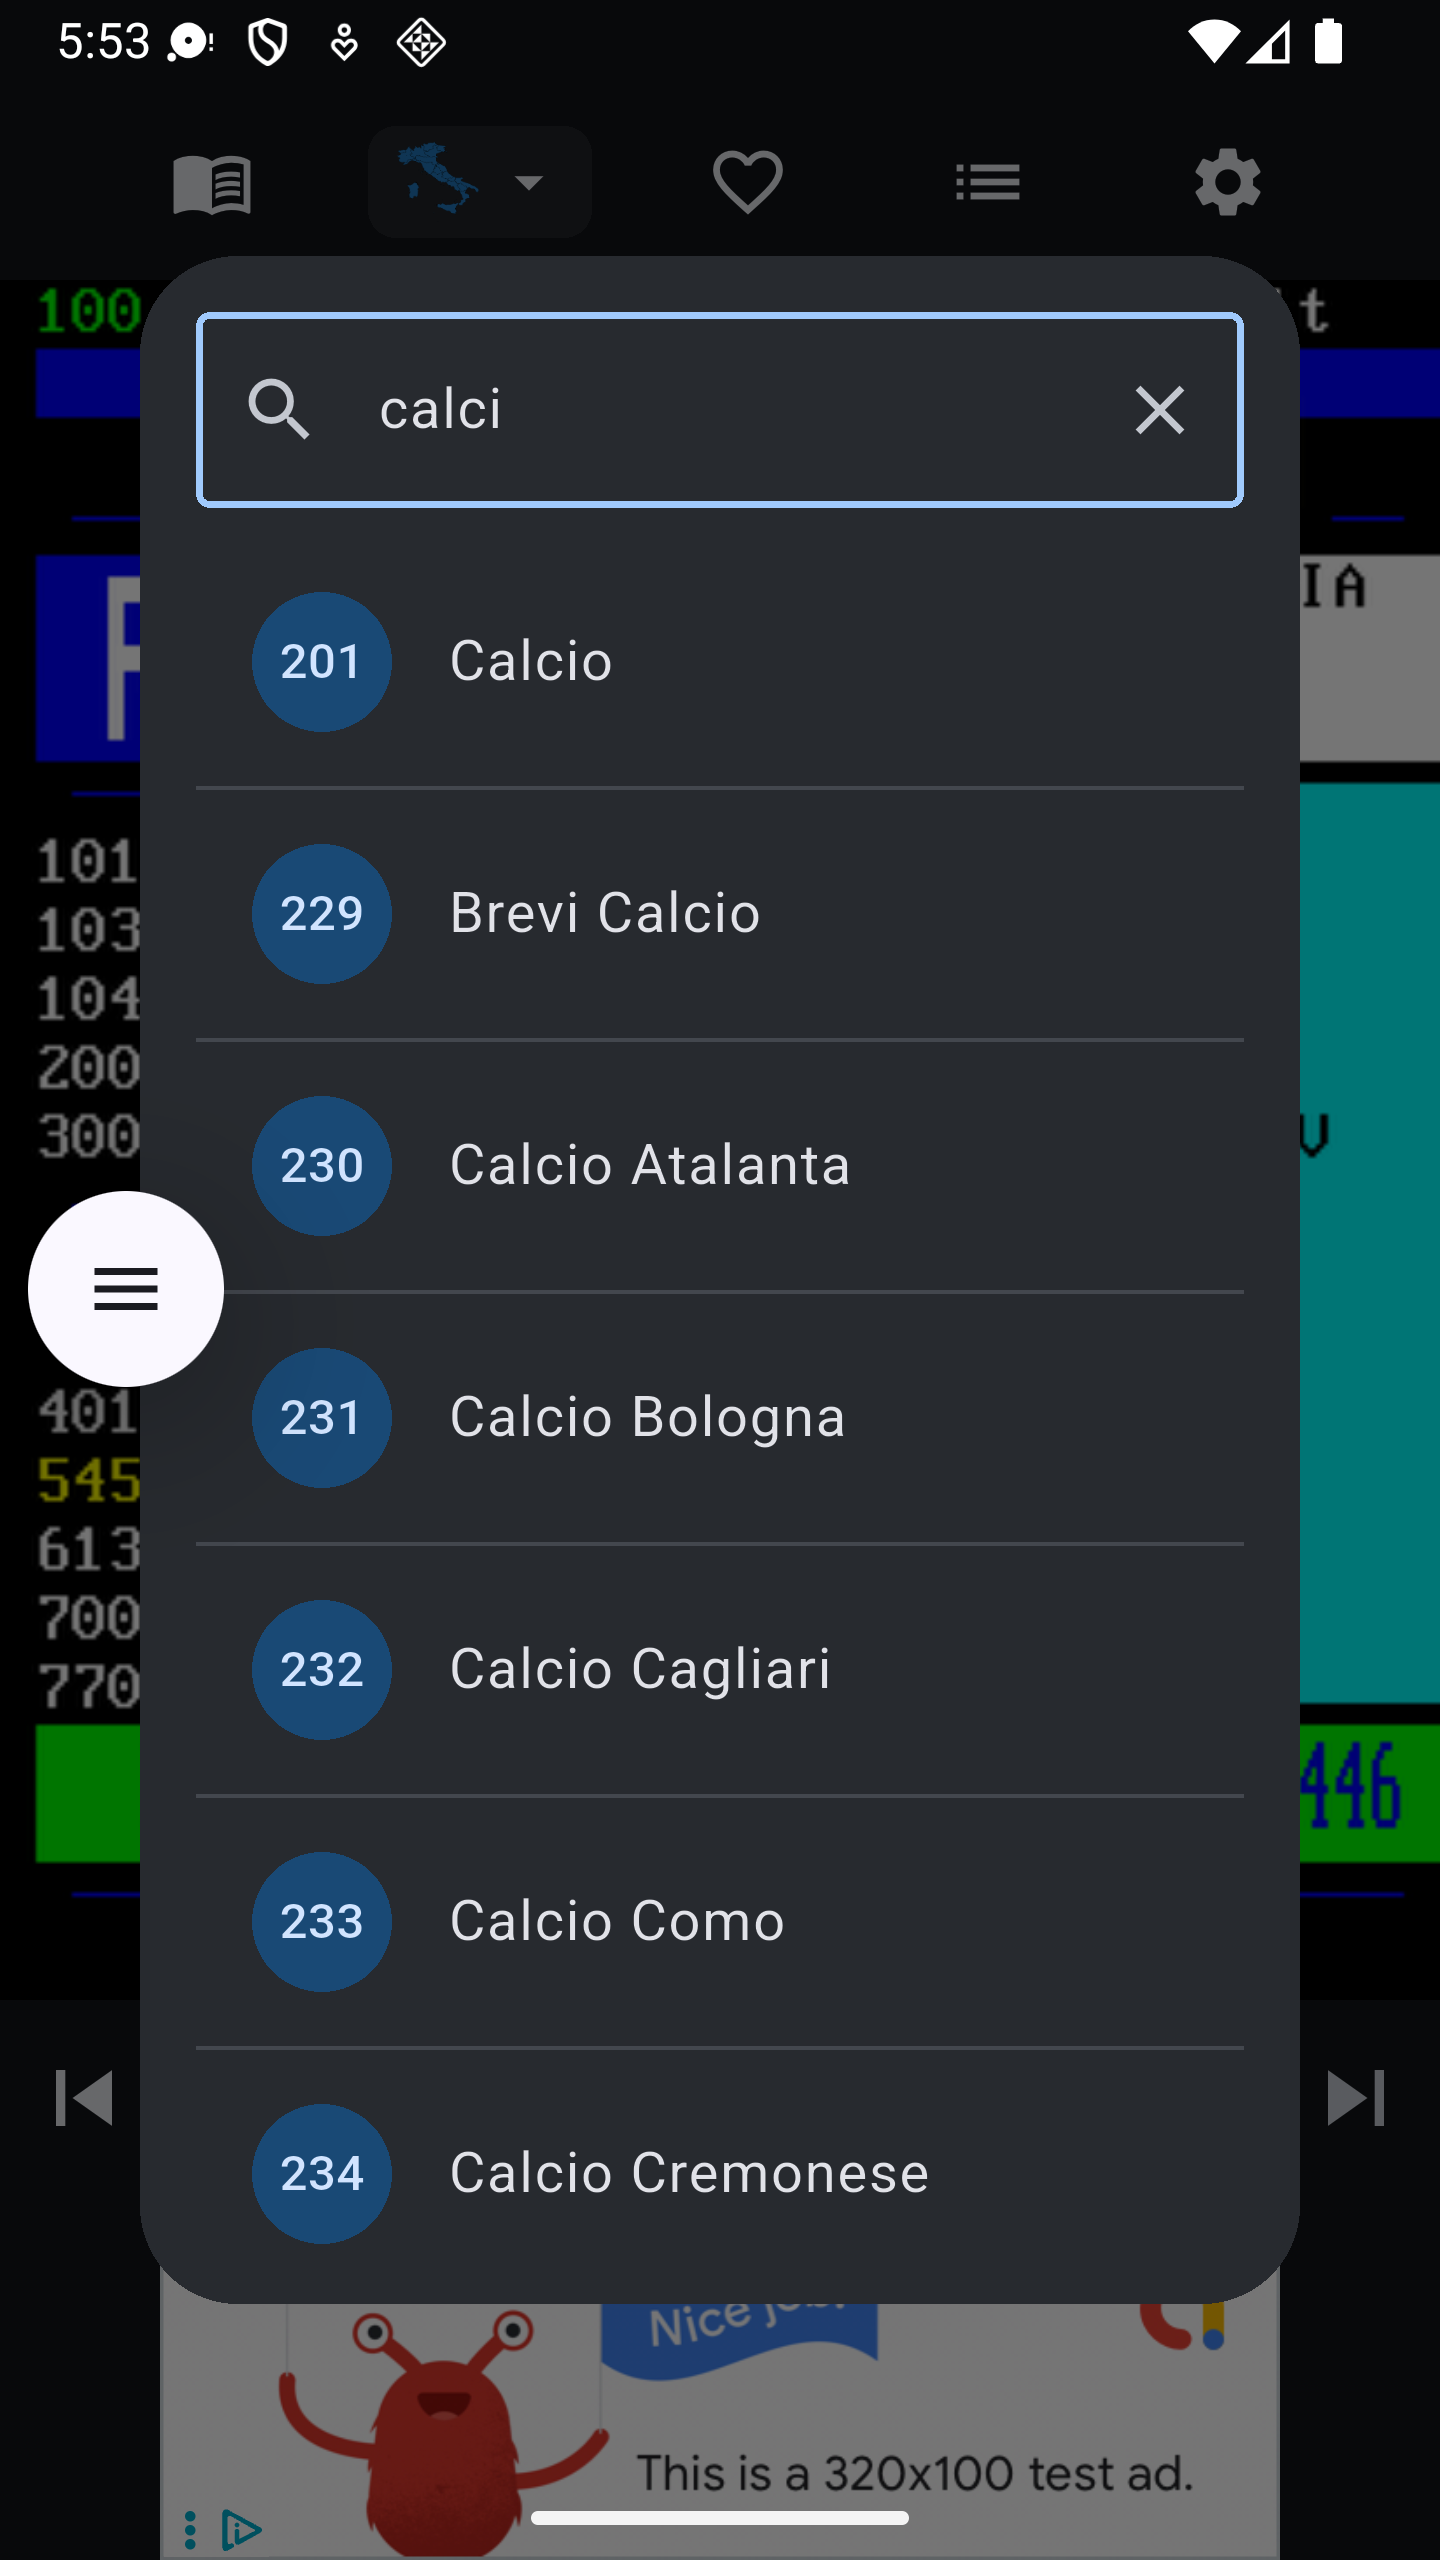 5:53
100
t
calci
IA
201 Calcio
101
229 Brevi Calcio
103
104
200
300
230 Calcio Atalanta
401
231 Calcio Bologna
545
613
700
232 Calcio Cagliari
770
446
233 Calcio Como
234 Calcio Cremonese
This is a 320x100 test ad.